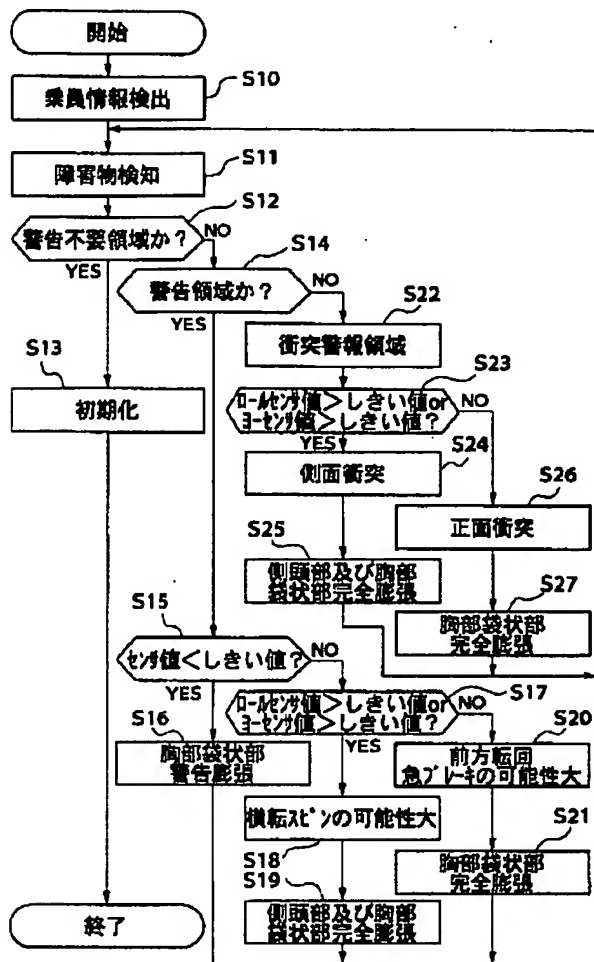 開始
S10
乗員情報検出
S11
障害物検知
S12
警告不要領域か?
NO
YES
S14
警告領域か?
NO
YES
S13
初期化
S22
衝突警報領域
S23
ロールセンサ値>しきい値or
ヨーセンサ値>しきい値?
NO
YES
S24
側面衝突
S26
正面衝突
S25
側頭部及び胸部
袋状部完全膨張
S27
胸部袋状部
完全膨張
S15
センサ値<しきい値?
NO
YES
S16
胸部袋状部
警告膨張
S17
ロールセンサ値>しきい値or
ヨーセンサ値>しきい値?
NO
YES
S20
前方転回
急ブレーキの可能性大
横転スピンの可能性大
S18
S21
胸部袋状部
完全膨張
S19
側頭部及び胸部
袋状部完全膨張
終了